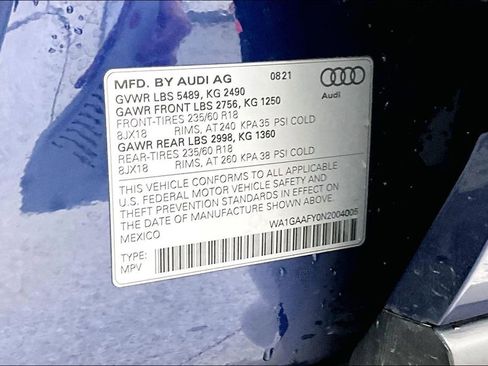 MFD. BY AUDI AG 08 21
GVWR LBS 5489, KG 2490
GAWR FRONT LBS 2756, KG 1250
FRONT-TIRES 235/60 R18
8JX18 RIMS, AT 240 KPA 35 PSI COLD
GAWR REAR LBS 2998, KG 1360
REAR-TIRES 235/60 R18
8JX18 RIMS, AT 260 KPA 38 PSI COLD
Audi
THIS VEHICLE CONFORMS TO ALL APPLICABLE
U.S. FEDERAL MOTOR VEHICLE SAFETY AND
THEFT PREVENTION STANDARDS IN EFFECT ON
THE DATE OF MANUFACTURE SHOWN ABOVE.
MEXICO WA1GAAFY0N2004005
TYPE:
MPV